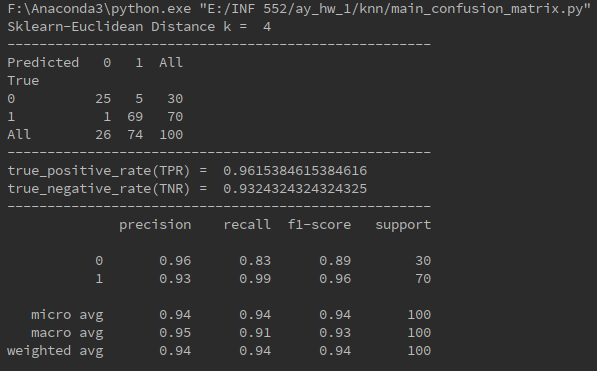 F:\Anaconda3\python.exe "E:/INF 552/ay_hw_1/knn/main_confusion_matrix.py"
Sklearn-Euclidean Distance k =  4
-----------------------------------------------------
Predicted   0   1  All
True
0          25   5   30
1           1  69   70
All        26  74  100
-----------------------------------------------------
true_positive_rate(TPR) =  0.9615384615384616
true_negative_rate(TNR) =  0.9324324324324325
-----------------------------------------------------
              precision    recall  f1-score   support
           0       0.96      0.83      0.89        30
           1       0.93      0.99      0.96        70
   micro avg       0.94      0.94      0.94       100
   macro avg       0.95      0.91      0.93       100
weighted avg       0.94      0.94      0.94       100